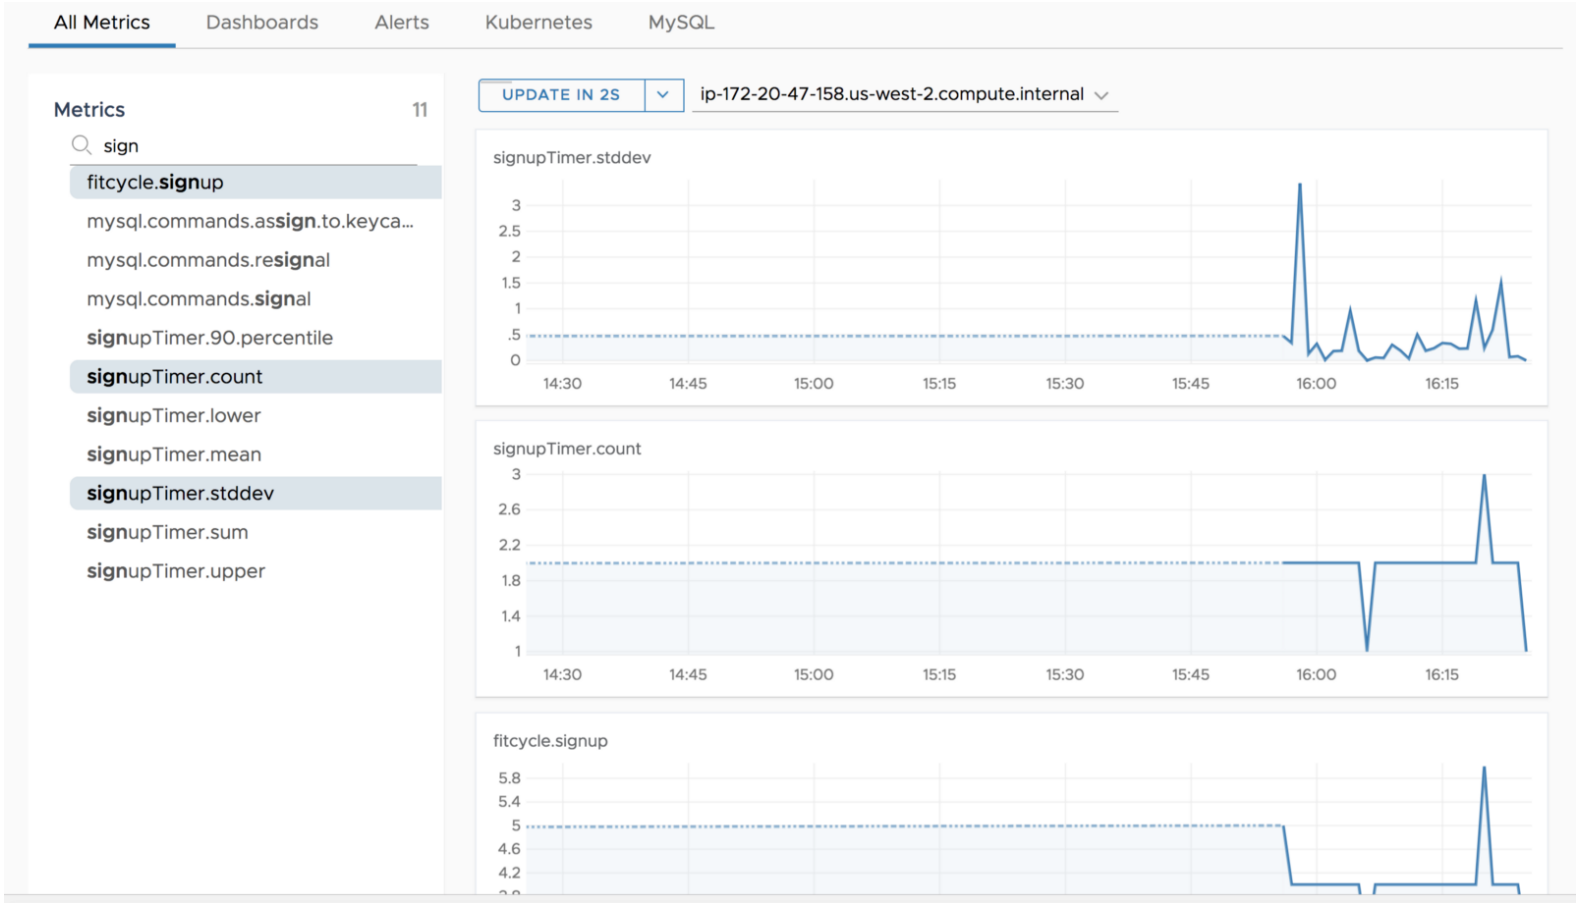 All Metrics Dashboards Alerts Kubernetes MySQL
Metrics 11
sign
fitcycle.signup
mysql.commands.assign.to.keyca...
mysql.commands.resignal
mysql.commands.signal
signupTimer.90.percentile
signupTimer.count
signupTimer.lower
signupTimer.mean
signupTimer.stddev
signupTimer.sum
signupTimer.upper
UPDATE IN 2S ip-172-20-47-158.us-west-2.compute.internal
signupTimer.stddev
3
2.5
2
1.5
1
.5
0
14:30 14:45 15:00 15:15 15:30 15:45 16:00 16:15
signupTimer.count
3
2.6
2.2
1.8
1.4
1
14:30 14:45 15:00 15:15 15:30 15:45 16:00 16:15
fitcycle.signup
5.8
5.4
5
4.6
4.2